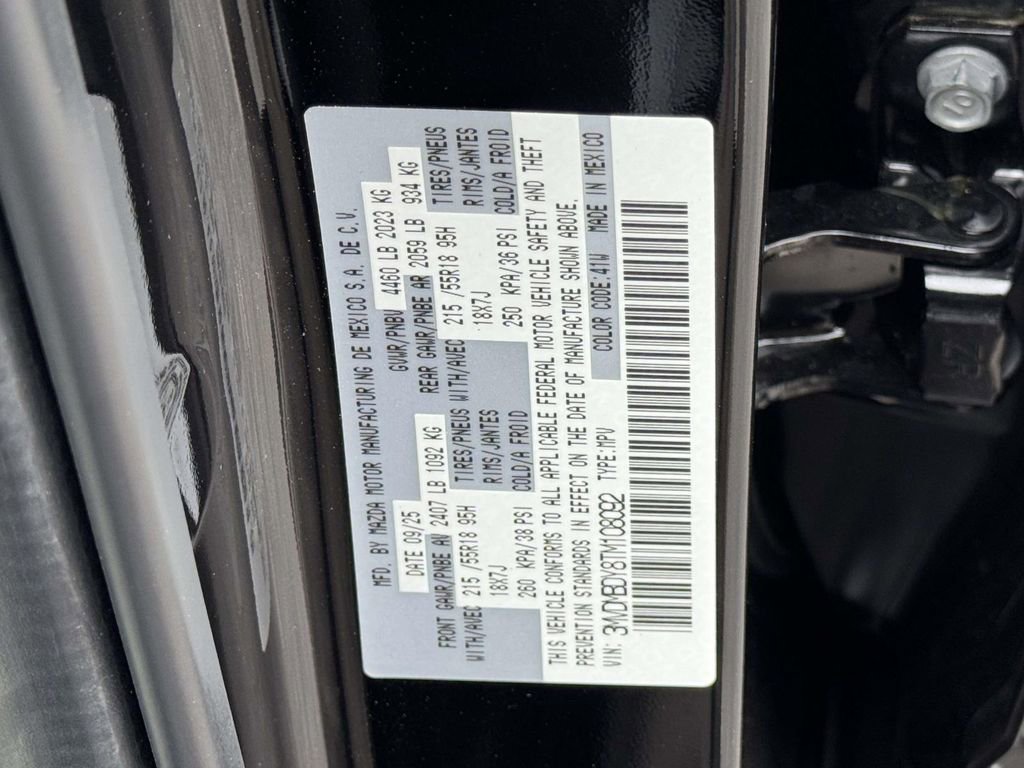 MFD. BY MAZDA MOTOR MANUFACTURING DE MEXICO S.A. DE C.V.
DATE 09/25 GVWR/PNBV 4460 LB 2023 KG
FRONT GAWR/PNBE AV 2407 LB 1092 KG REAR GAWR/PNBE AR 2059 LB 934 KG
WITH/AVEC 215 /55R18 95H TIRES/PNEUS WITH/AVEC 215 /55R18 95H TIRES/PNEUS
18X7J RIMS/JANTES 18X7J RIMS/JANTES
260 KPA/38 PSI COLD/A FROID 250 KPA/36 PSI COLD/A FROID
THIS VEHICLE CONFORMS TO ALL APPLICABLE FEDERAL MOTOR VEHICLE SAFETY AND THEFT
PREVENTION STANDARDS IN EFFECT ON THE DATE OF MANUFACTURE SHOWN ABOVE.
VIN: 3MVDMBDY8TM108092 TYPE:MPV COLOR CODE:41W MADE IN MEXICO
10